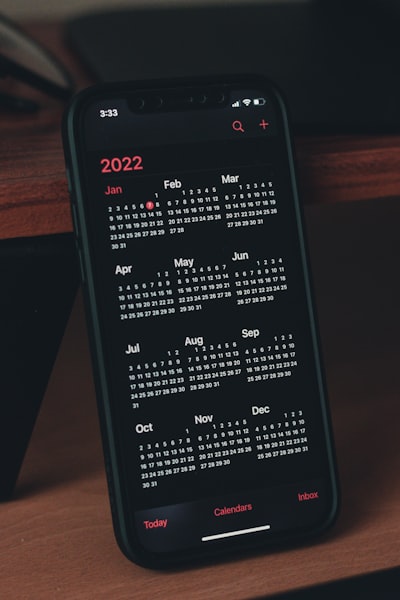 3:33
2022
Jan
1
2 3 4 5 6 7 8
9 10 11 12 13 14 15
16 17 18 19 20 21 22
23 24 25 26 27 28 29
30 31
Feb
1 2 3 4 5
6 7 8 9 10 11 12
13 14 15 16 17 18 19
20 21 22 23 24 25 26
27 28
Mar
1 2 3 4 5
6 7 8 9 10 11 12
13 14 15 16 17 18 19
20 21 22 23 24 25 26
27 28 29 30 31
Apr
1 2
3 4 5 6 7 8 9
10 11 12 13 14 15 16
17 18 19 20 21 22 23
24 25 26 27 28 29 30
May
1 2 3 4 5 6 7
8 9 10 11 12 13 14
15 16 17 18 19 20 21
22 23 24 25 26 27 28
29 30 31
Jun
1 2 3 4
5 6 7 8 9 10 11
12 13 14 15 16 17 18
19 20 21 22 23 24 25
26 27 28 29 30
Jul
1 2
3 4 5 6 7 8 9
10 11 12 13 14 15 16
17 18 19 20 21 22 23
24 25 26 27 28 29 30
31
Aug
1 2 3 4 5 6
7 8 9 10 11 12 13
14 15 16 17 18 19 20
21 22 23 24 25 26 27
28 29 30 31
Sep
1 2 3
4 5 6 7 8 9 10
11 12 13 14 15 16 17
18 19 20 21 22 23 24
25 26 27 28 29 30
Oct
1
2 3 4 5 6 7 8
9 10 11 12 13 14 15
16 17 18 19 20 21 22
23 24 25 26 27 28 29
30 31
Nov
1 2 3 4 5
6 7 8 9 10 11 12
13 14 15 16 17 18 19
20 21 22 23 24 25 26
27 28 29 30
Dec
1 2 3
4 5 6 7 8 9 10
11 12 13 14 15 16 17
18 19 20 21 22 23 24
25 26 27 28 29 30 31
Today
Calendars
Inbox